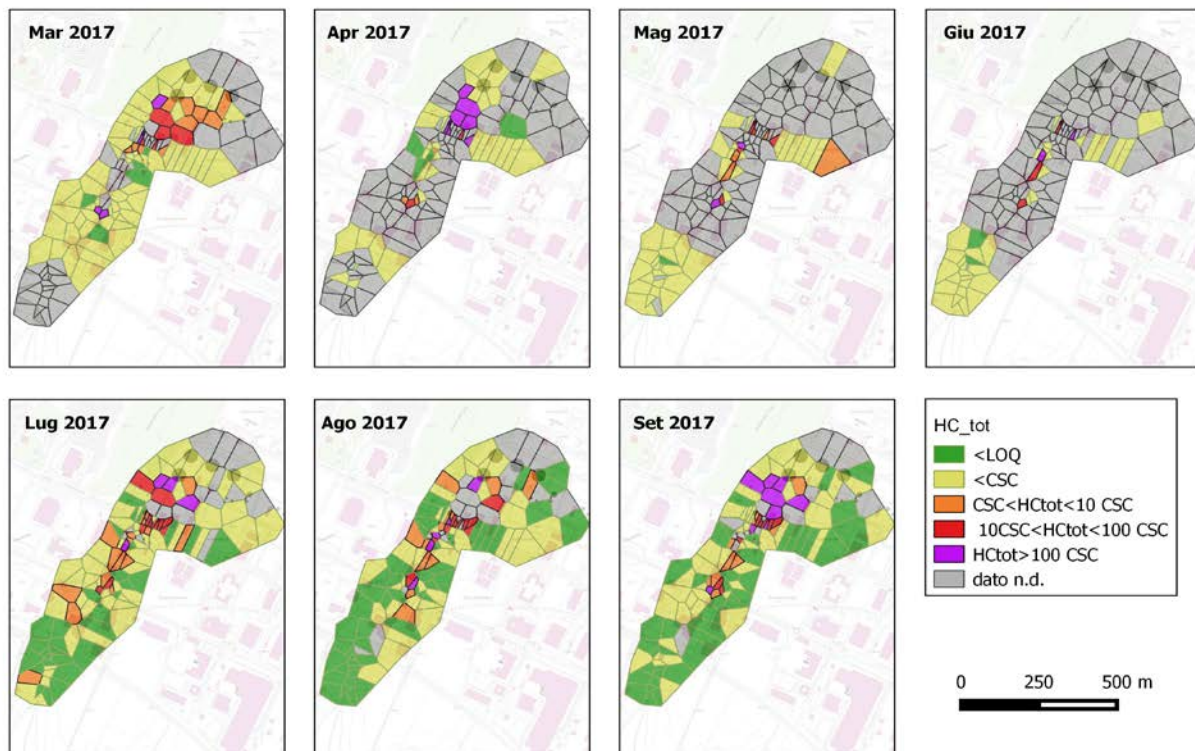 Mar 2017
Apr 2017
Mag 2017
Giu 2017
Lug 2017
Ago 2017
Set 2017
HC_tot
<LOQ
<CSC
CSC<HCtot<10 CSC
10CSC<HCtot<100 CSC
HCtot>100 CSC
dato n.d.
0 250 500 m